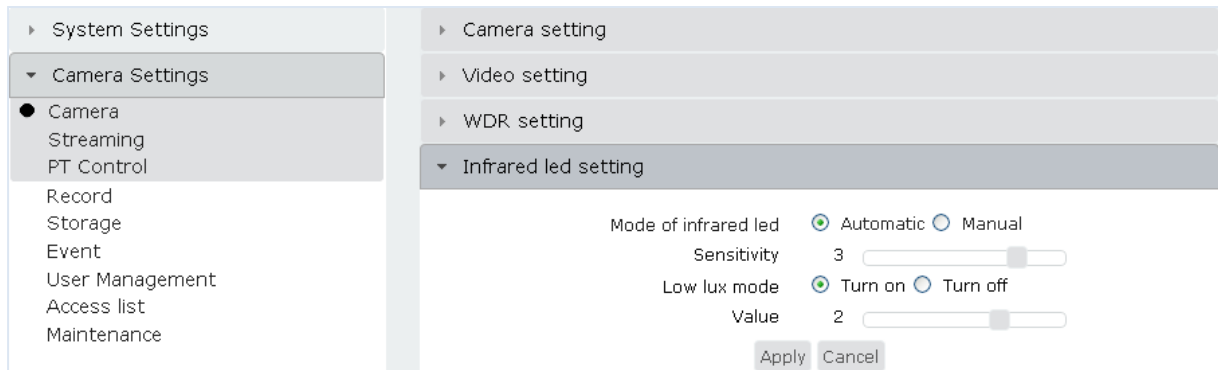 System Settings
Camera Settings
Camera
Streaming
PT Control
Record
Storage
Event
User Management
Access list
Maintenance
Camera setting
Video setting
WDR setting
Infrared led setting
Mode of infrared led Automatic Manual
Sensitivity 3
Low lux mode Turn on Turn off
Value 2
Apply Cancel